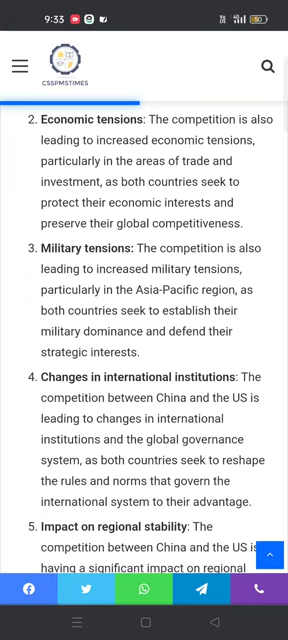 9:33
4G
50
CSSPMSTIMES
2. Economic tensions: The competition is also
leading to increased economic tensions,
particularly in the areas of trade and
investment, as both countries seek to
protect their economic interests and
preserve their global competitiveness.
3. Military tensions: The competition is also
leading to increased military tensions,
particularly in the Asia-Pacific region, as
both countries seek to establish their
military dominance and defend their
strategic interests.
4. Changes in international institutions: The
competition between China and the US is
leading to changes in international
institutions and the global governance
system, as both countries seek to reshape
the rules and norms that govern the
international system to their advantage.
5. Impact on regional stability: The
competition between China and the US is
having a significant impact on regional